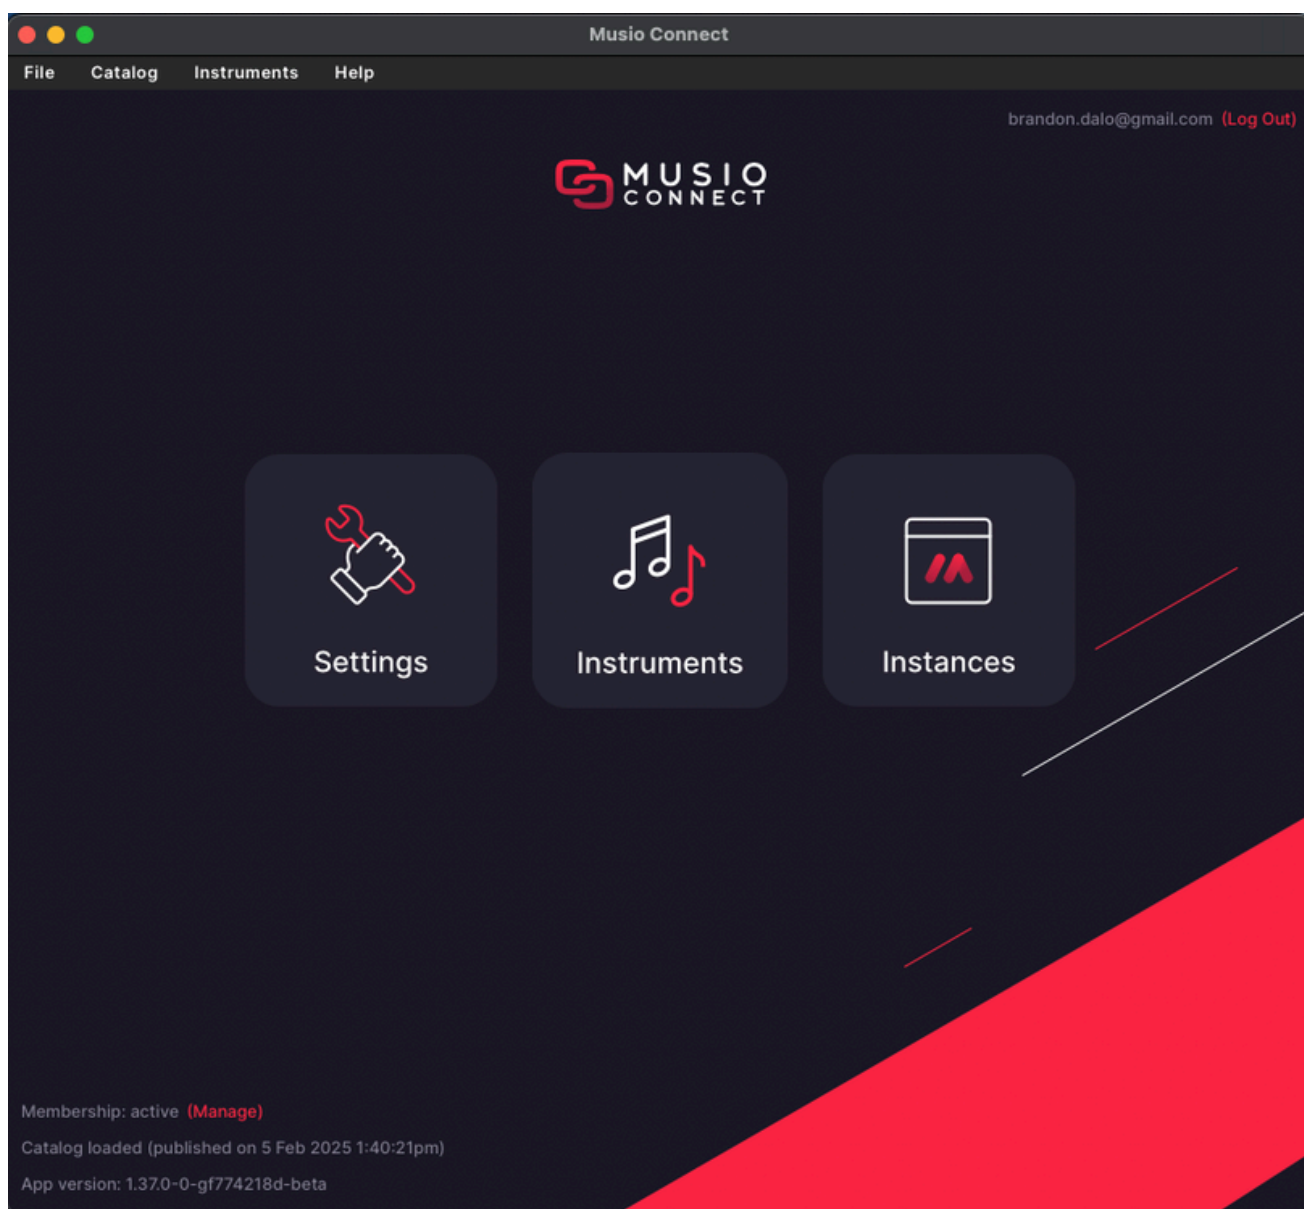 Musio Connect
File Catalog Instruments Help
brandon.dalo@gmail.com (Log Out)
MUSIO
CONNECT
Settings Instruments Instances
Membership: active (Manage)
Catalog loaded (published on 5 Feb 2025 1:40:21pm)
App version: 1.37.0-0-gf774218d-beta